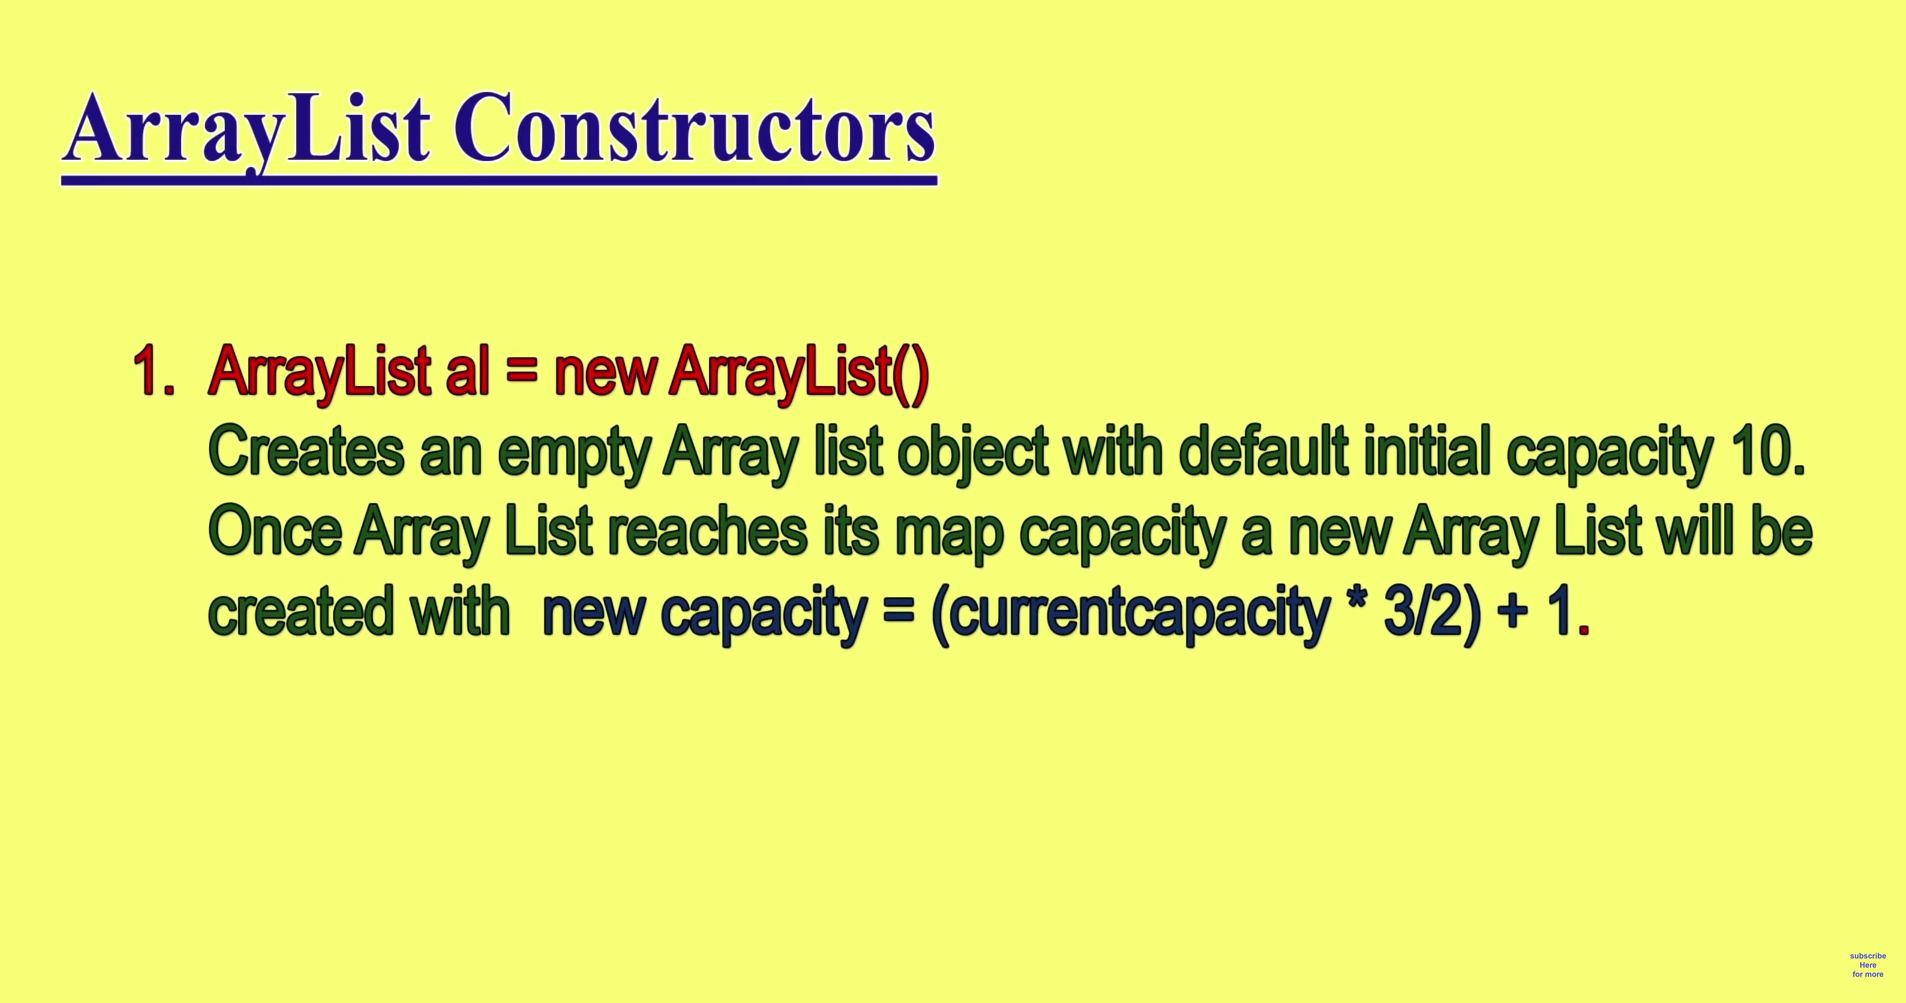 ArrayList Constructors
1. ArrayList al = new ArrayList()
Creates an empty Array list object with default initial capacity 10.
Once Array List reaches its map capacity a new Array List will be
created with new capacity = (currentcapacity * 3/2) + 1.
subscribe
Here
for more